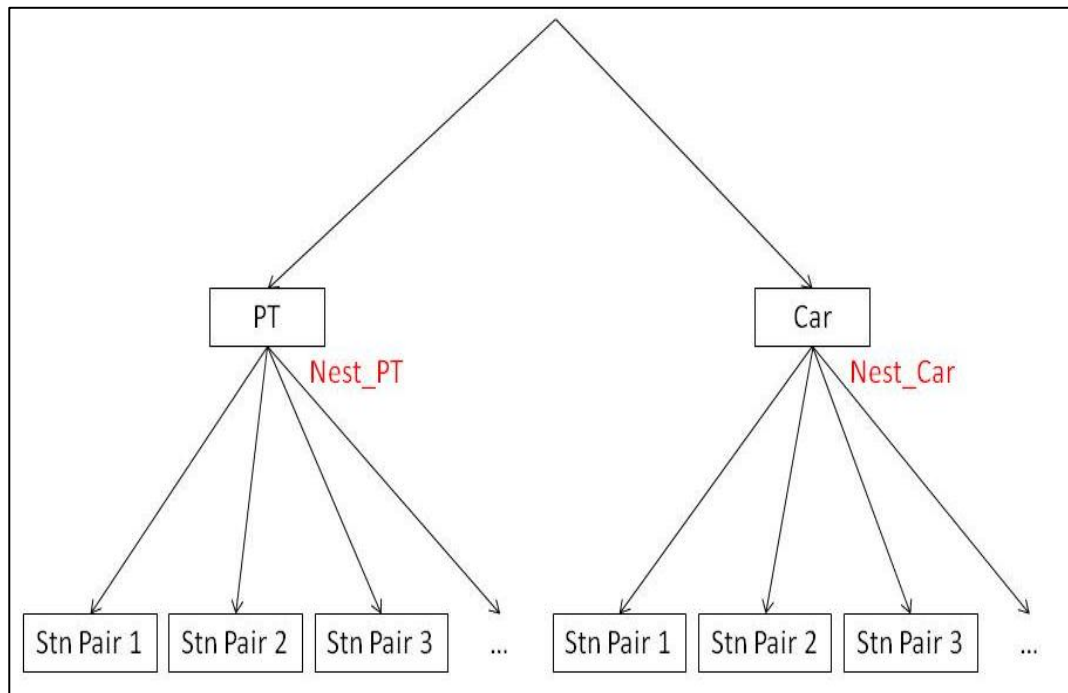 PT
Car
Nest_PT
Nest_Car
Stn Pair 1
Stn Pair 2
Stn Pair 3
...
Stn Pair 1
Stn Pair 2
Stn Pair 3
...